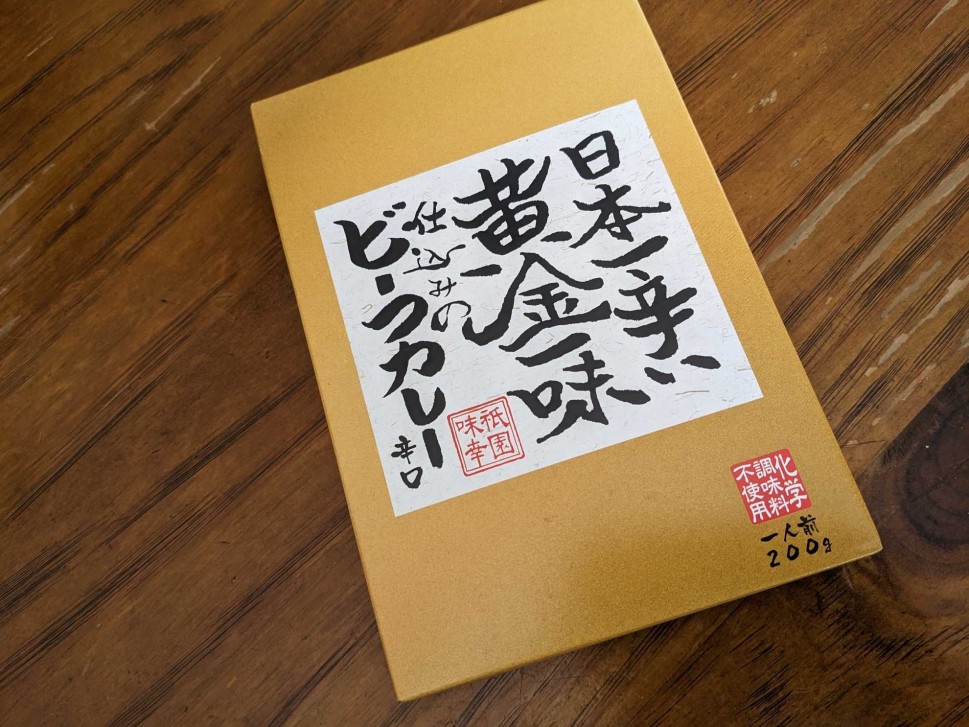 日本一辛い
黄金一味
仕込みの
ビーフカレー
辛口
祇園
味幸
化学
調味料
不使用
一人前
200g